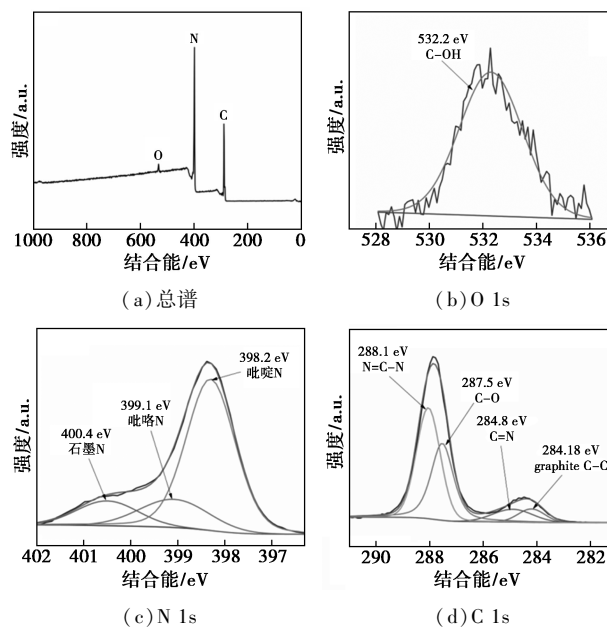 强度/a.u.
N
C
O
1000 800 600 400 200 0
结合能/eV
(a)总谱
强度/a.u.
532.2 eV
C-OH
528 530 532 534 536
结合能/eV
(b)O 1s
强度/a.u.
398.2 eV
吡啶N
399.1 eV
吡咯N
400.4 eV
石墨N
402 401 400 399 398 397
结合能/eV
(c)N 1s
强度/a.u.
288.1 eV
N=C-N
287.5 eV
C-O
284.8 eV
C=N
284.18 eV
graphite C-C
290 288 286 284 282
结合能/eV
(d)C 1s